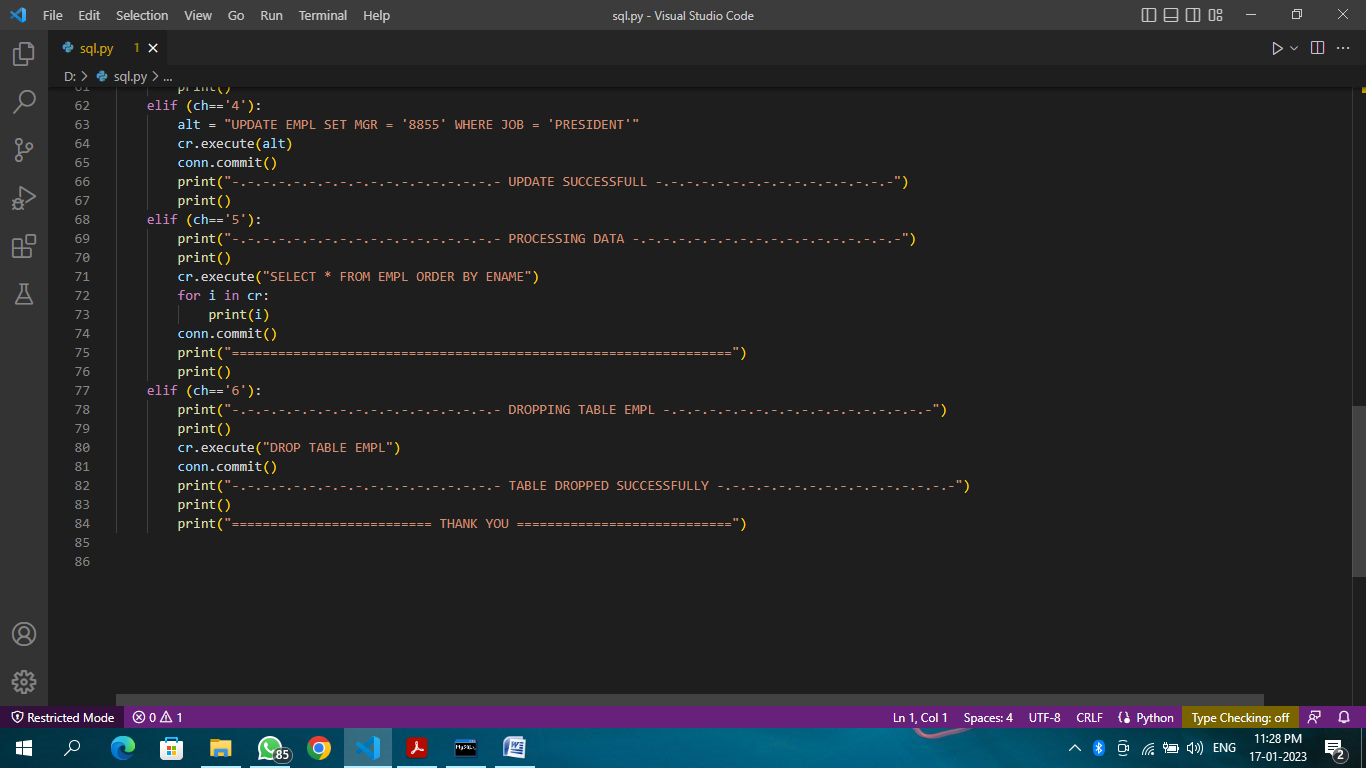 File Edit Selection View Go Run Terminal Help sql.py - Visual Studio Code
sql.py 1
D: > sql.py > ...
61 print()
62 elif (ch=='4'):
63 alt = "UPDATE EMPL SET MGR = '8855' WHERE JOB = 'PRESIDENT'"
64 cr.execute(alt)
65 conn.commit()
66 print("-.-.-.-.-.-.-.-.-.-.-.-.-.-.-.-.-.- UPDATE SUCCESSFULL -.-.-.-.-.-.-.-.-.-.-.-.-.-.-.-")
67 print()
68 elif (ch=='5'):
69 print("-.-.-.-.-.-.-.-.-.-.-.-.-.-.-.-.-.- PROCESSING DATA -.-.-.-.-.-.-.-.-.-.-.-.-.-.-.-.-.-")
70 print()
71 cr.execute("SELECT * FROM EMPL ORDER BY ENAME")
72 for i in cr:
73 print(i)
74 conn.commit()
75 print("=================================================================")
76 print()
77 elif (ch=='6'):
78 print("-.-.-.-.-.-.-.-.-.-.-.-.-.-.-.-.-.- DROPPING TABLE EMPL -.-.-.-.-.-.-.-.-.-.-.-.-.-.-.-.-.-")
79 print()
80 cr.execute("DROP TABLE EMPL")
81 conn.commit()
82 print("-.-.-.-.-.-.-.-.-.-.-.-.-.-.-.-.-.- TABLE DROPPED SUCCESSFULLY -.-.-.-.-.-.-.-.-.-.-.-.-.-.-.-")
83 print()
84 print("========================== THANK YOU ============================")
85
86
Restricted Mode 0 1 Ln 1, Col 1 Spaces: 4 UTF-8 CRLF Python Type Checking: off
85 MySQL ENG 11:28 PM
17-01-2023 2